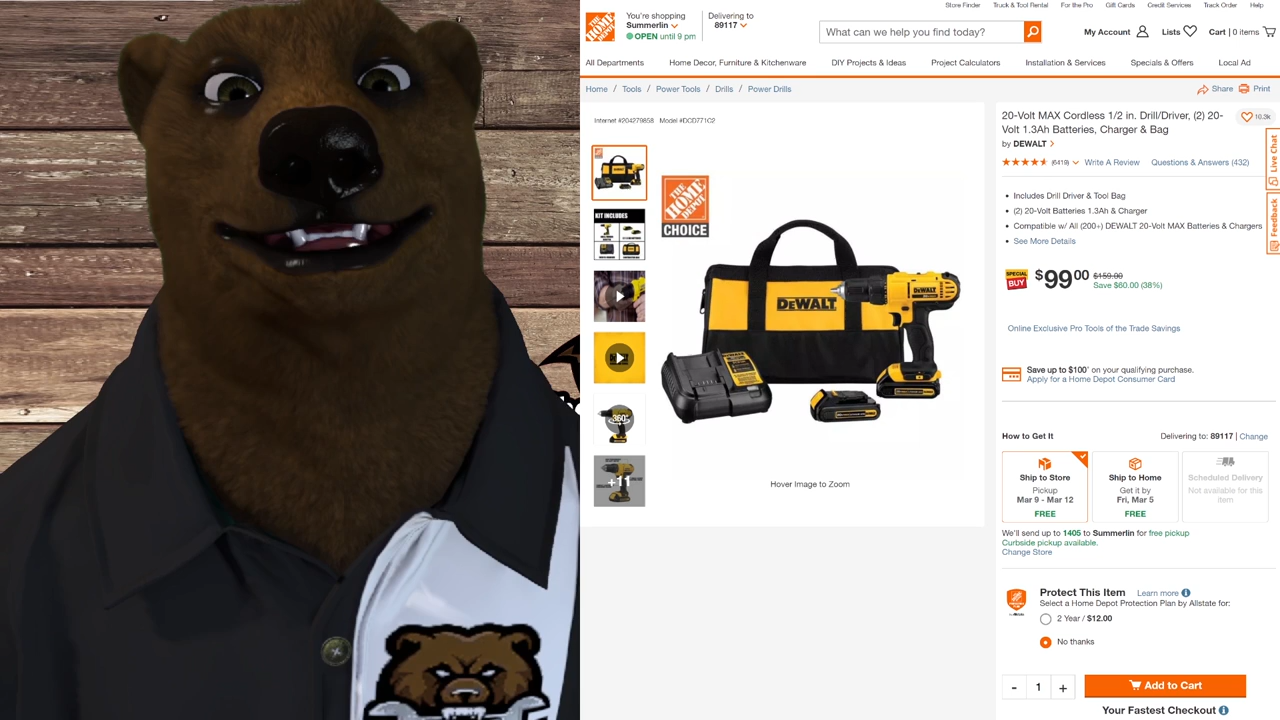 Store Finder Truck & Tool Rental For the Pro Gift Cards Credit Services Track Order Help
THE HOME DEPOT
You're shopping
Summerlin
OPEN until 9 pm
Delivering to
89117
What can we help you find today?
My Account Lists Cart | 0 items
All Departments Home Decor, Furniture & Kitchenware DIY Projects & Ideas Project Calculators Installation & Services Specials & Offers Local Ad
Home / Tools / Power Tools / Drills / Power Drills
Share Print
Internet #204279858 Model #DCD771C2
KIT INCLUDES
360°
+11
THE HOME DEPOT
CHOICE
DEWALT
DEWALT
Hover Image to Zoom
20-Volt MAX Cordless 1/2 in. Drill/Driver, (2) 20-
Volt 1.3Ah Batteries, Charger & Bag
10.3k
by DEWALT
(6419) Write A Review Questions & Answers (432)
Live Chat
Feedback
• Includes Drill Driver & Tool Bag
• (2) 20-Volt Batteries 1.3Ah & Charger
• Compatible w/ All (200+) DEWALT 20-Volt MAX Batteries & Chargers
• See More Details
SPECIAL BUY
$99 00 $159.00
Save $60.00 (38%)
Online Exclusive Pro Tools of the Trade Savings
Save up to $100* on your qualifying purchase.
Apply for a Home Depot Consumer Card
How to Get It Delivering to: 89117 | Change
Ship to Store
Pickup
Mar 9 - Mar 12
FREE
Ship to Home
Get it by
Fri, Mar 5
FREE
Scheduled Delivery
Not available for this
item
We'll send up to 1405 to Summerlin for free pickup
Curbside pickup available.
Change Store
Protect This Item Learn more
Select a Home Depot Protection Plan by Allstate for:
2 Year / $12.00
No thanks
- 1 +
Add to Cart
Your Fastest Checkout